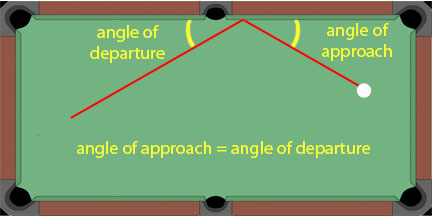 angle of
departure
angle of
approach
angle of approach = angle of departure